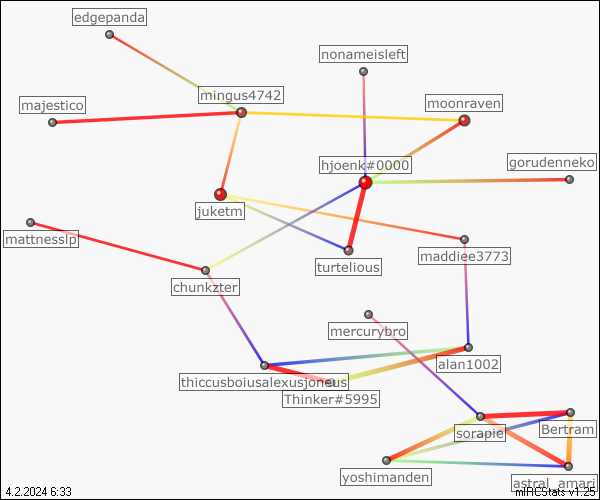 edgepanda
nonameisleft
mingus4742
majestico
moonraven
hjoenk#0000
gorudenneko
juketm
mattnesslp
turtelious
maddiee3773
chunkzter
mercurybro
alan1002
thiccusboiusalexusjoneus
Thinker#5995
sorapie
Bertram
yoshimanden
astral_amari
4.2.2024 6:33
mIRCStats v1.25